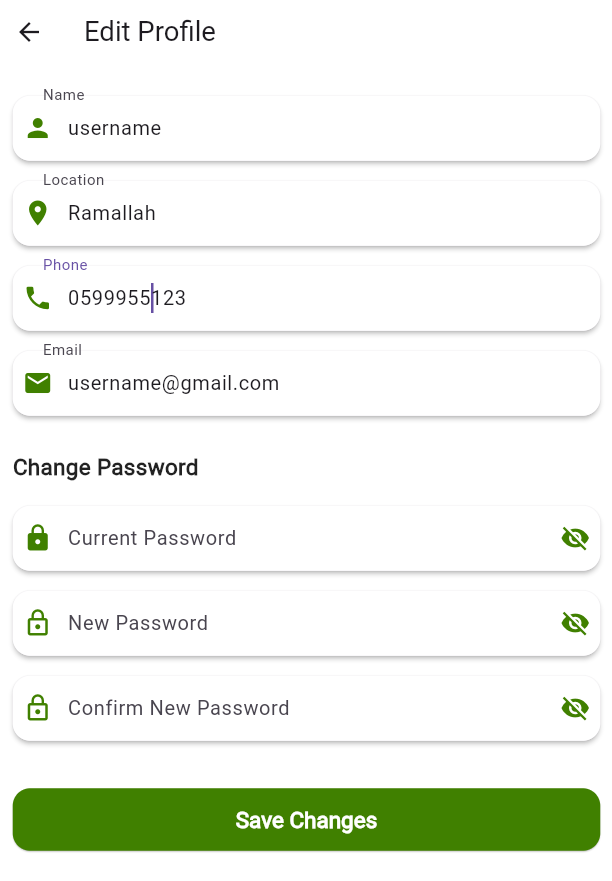 Edit Profile
Name
username
Location
Ramallah
Phone
0599955123
Email
username@gmail.com
Change Password
Current Password
New Password
Confirm New Password
Save Changes